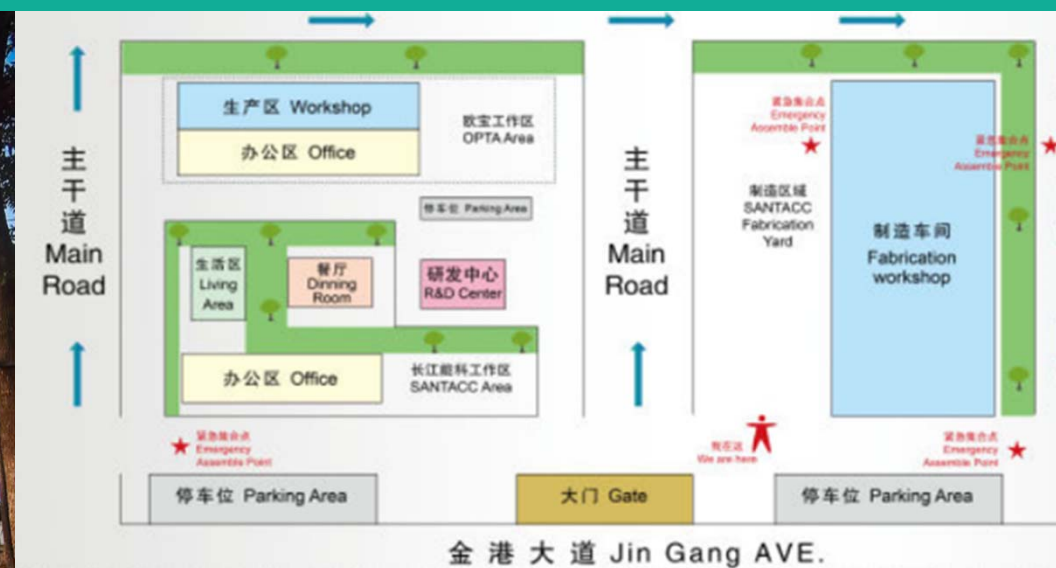 生产区 Workshop
办公区 Office
欧宝工作区
OPTA Area
主
干
道
Main
Road
停车位 Parking Area
生活区
Living
Area
餐厅
Dinning
Room
研发中心
R&D Center
办公区 Office
长江能科工作区
SANTACC Area
紧急集合点
Emergency
Assemble Point
主
干
道
Main
Road
紧急集合点
Emergency
Assemble Point
紧急集合点
Emergency
Assemble Point
制造区域
SANTACC
Fabrication
Yard
制造车间
Fabrication
workshop
我在这
We are here
紧急集合点
Emergency
Assemble Point
停车位 Parking Area
大门 Gate
停车位 Parking Area
金港大道 Jin Gang AVE.